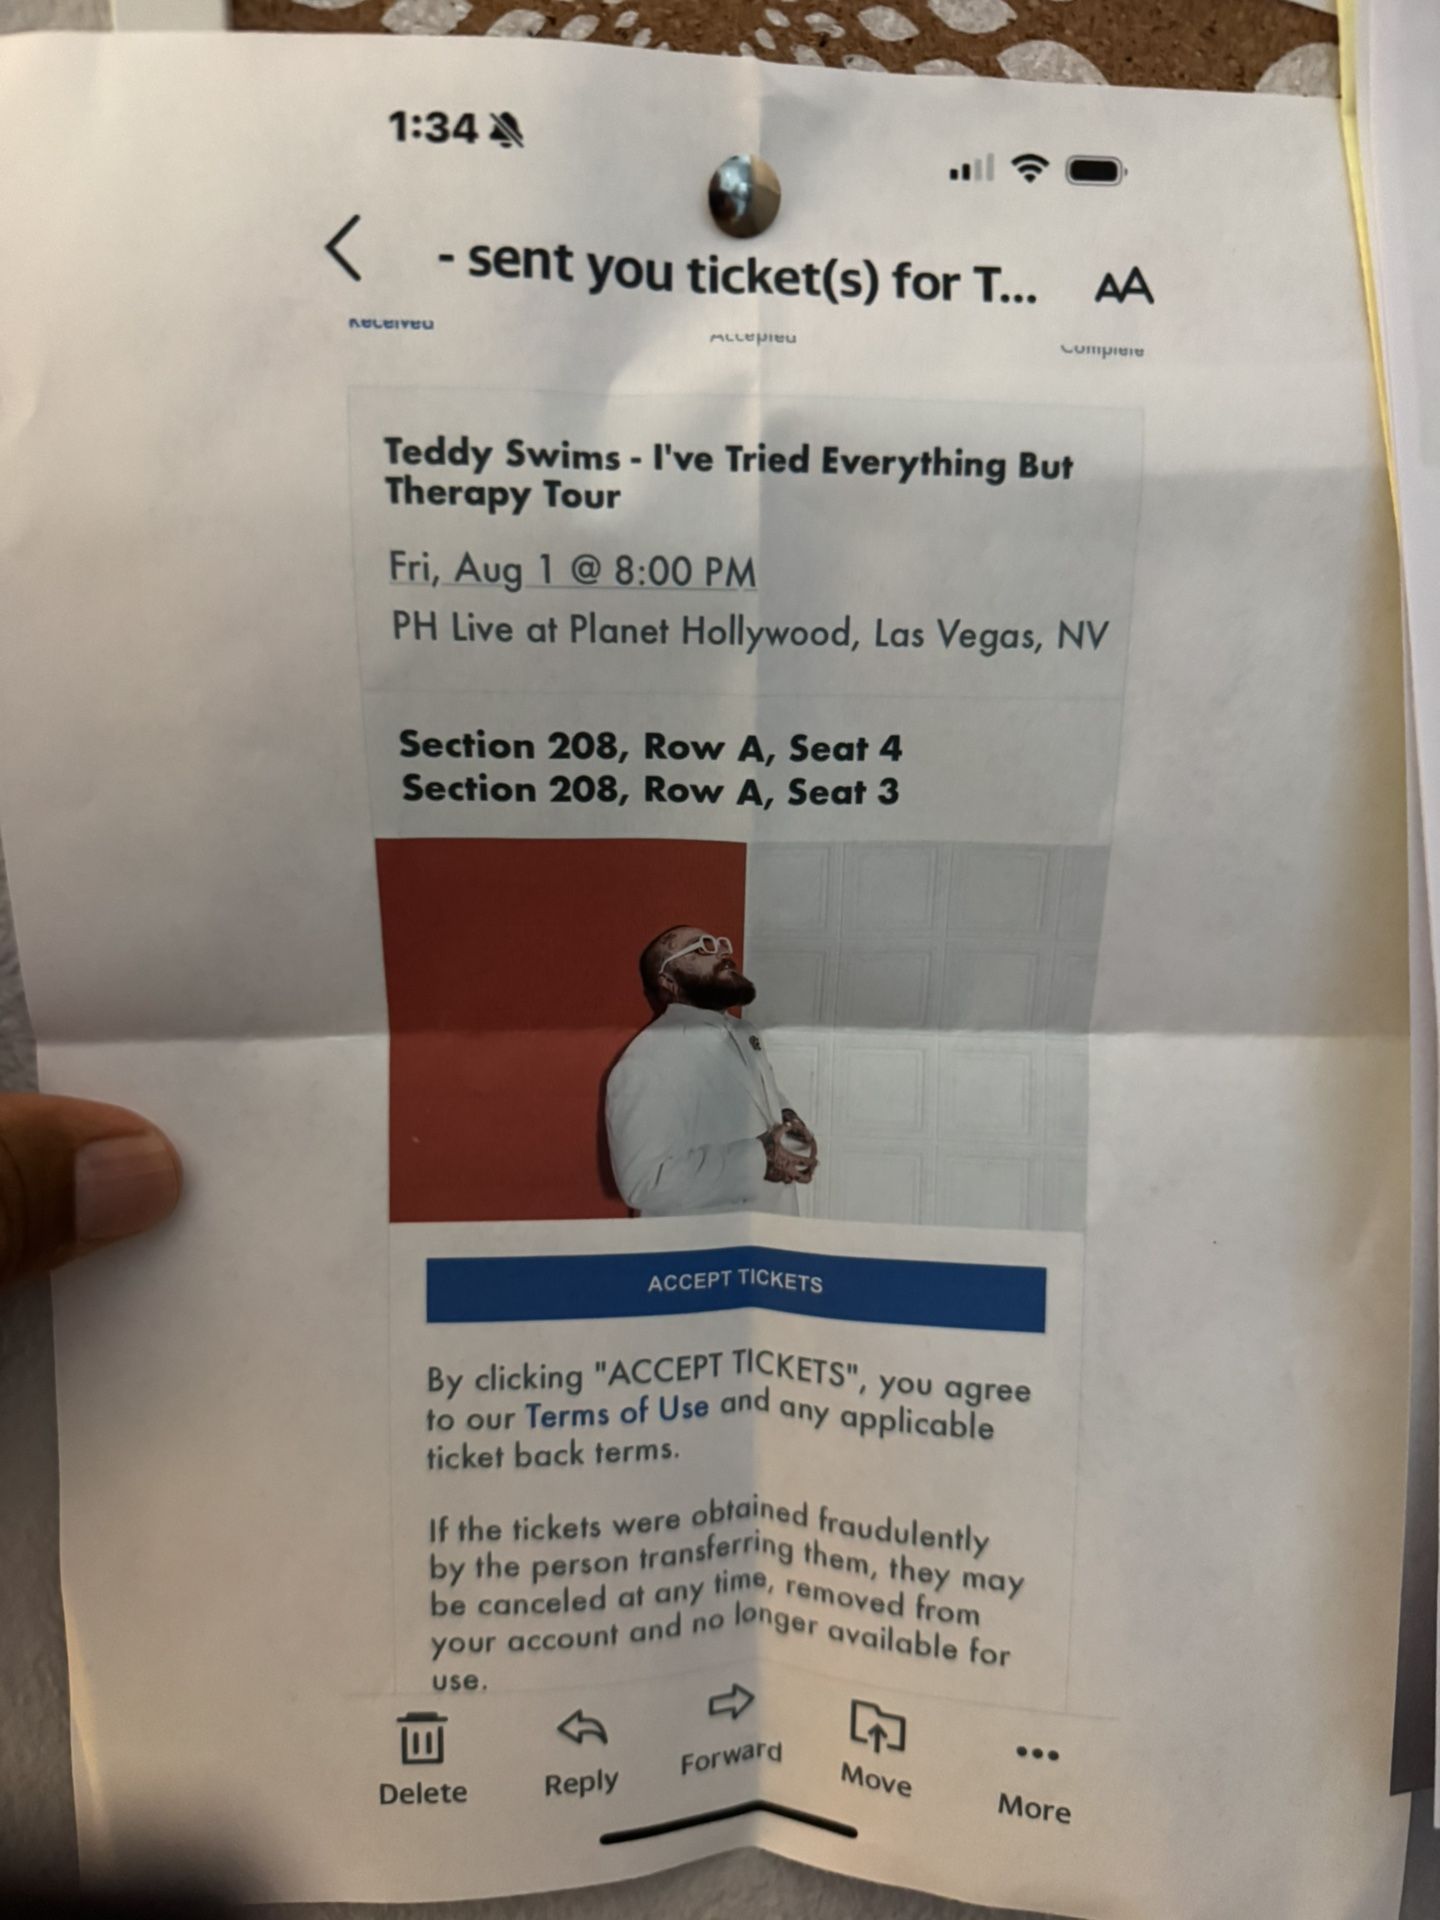 1:34
- sent you ticket(s) for T... AA
Received Accepted Complete
Teddy Swims - I've Tried Everything But
Therapy Tour
Fri, Aug 1 @ 8:00 PM
PH Live at Planet Hollywood, Las Vegas, NV
Section 208, Row A, Seat 4
Section 208, Row A, Seat 3
ACCEPT TICKETS
By clicking "ACCEPT TICKETS", you agree
to our Terms of Use and any applicable
ticket back terms.
If the tickets were obtained fraudulently
by the person transferring them, they may
be canceled at any time, removed from
your account and no longer available for
use.
Delete Reply Forward Move More